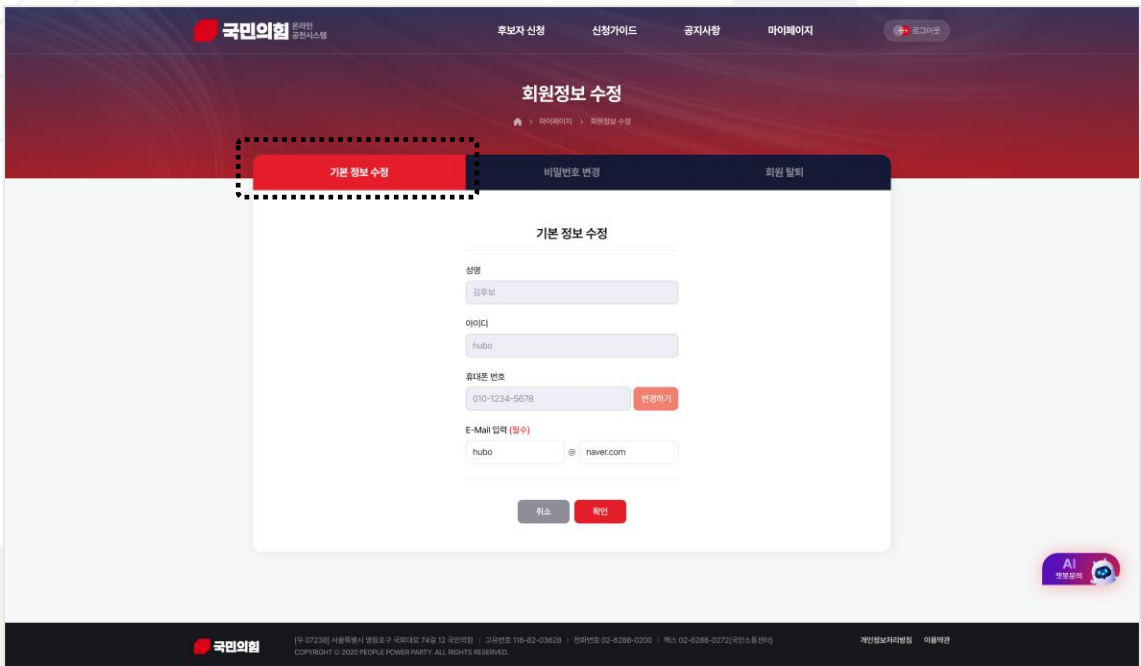 국민의힘 온라인 공천시스템
후보자 신청 신청가이드 공지사항 마이페이지 로그아웃
회원정보 수정
마이페이지 > 회원정보 수정
기본 정보 수정 비밀번호 변경 회원 탈퇴
기본 정보 수정
성명
김후보
아이디
hubo
휴대폰 번호
010-1234-5678 변경하기
E-Mail 입력 (필수)
hubo @ naver.com
취소 확인
AI
챗봇문의
국민의힘
[우 07238] 서울특별시 영등포구 국회대로 74길 12 국민의힘 | 고유번호 116-82-03628 | 전화번호 02-6288-0200 | 팩스 02-6288-0272(국민소통센터) 개인정보처리방침 이용약관
COPYRIGHT © 2020 PEOPLE POWER PARTY. ALL RIGHTS RESERVED.